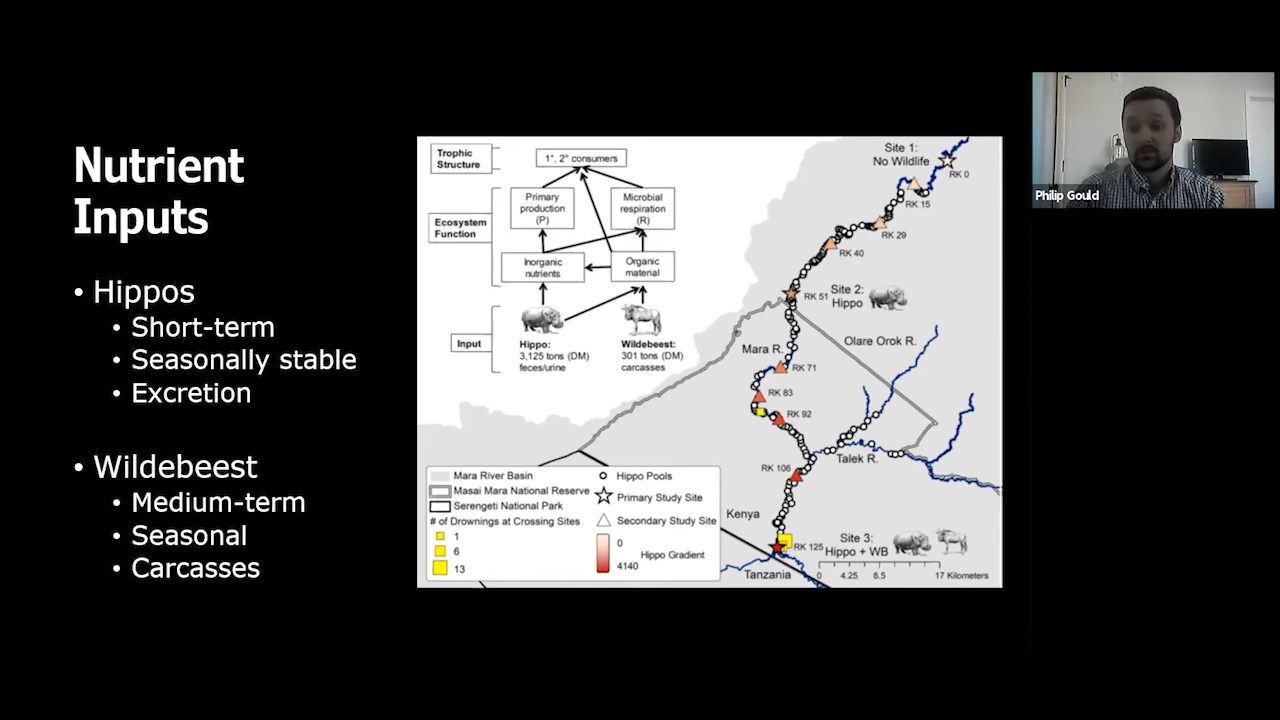 Nutrient
Inputs
• Hippos
• Short-term
• Seasonally stable
• Excretion
• Wildebeest
• Medium-term
• Seasonal
• Carcasses
Trophic
Structure
1°, 2° consumers
Ecosystem
Function
Primary
production
(P)
Microbial
respiration
(R)
Inorganic
nutrients
Organic
material
Input
Hippo:
3,125 tons (DM)
feces/urine
Wildebeest:
301 tons (DM)
carcasses
Site 1:
No Wildlife
RK 0
RK 15
RK 29
RK 40
RK 51
Site 2:
Hippo
Mara R.
Olare Orok R.
RK 71
RK 83
RK 92
Talek R.
RK 106
Kenya
RK 125
Site 3:
Hippo + WB
Tanzania
0 4.25 8.5 17 Kilometers
Mara River Basin
Masai Mara National Reserve
Serengeti National Park
# of Drownings at Crossing Sites
1
6
13
Hippo Pools
Primary Study Site
Secondary Study Site
0
Hippo Gradient
4140
Philip Gould